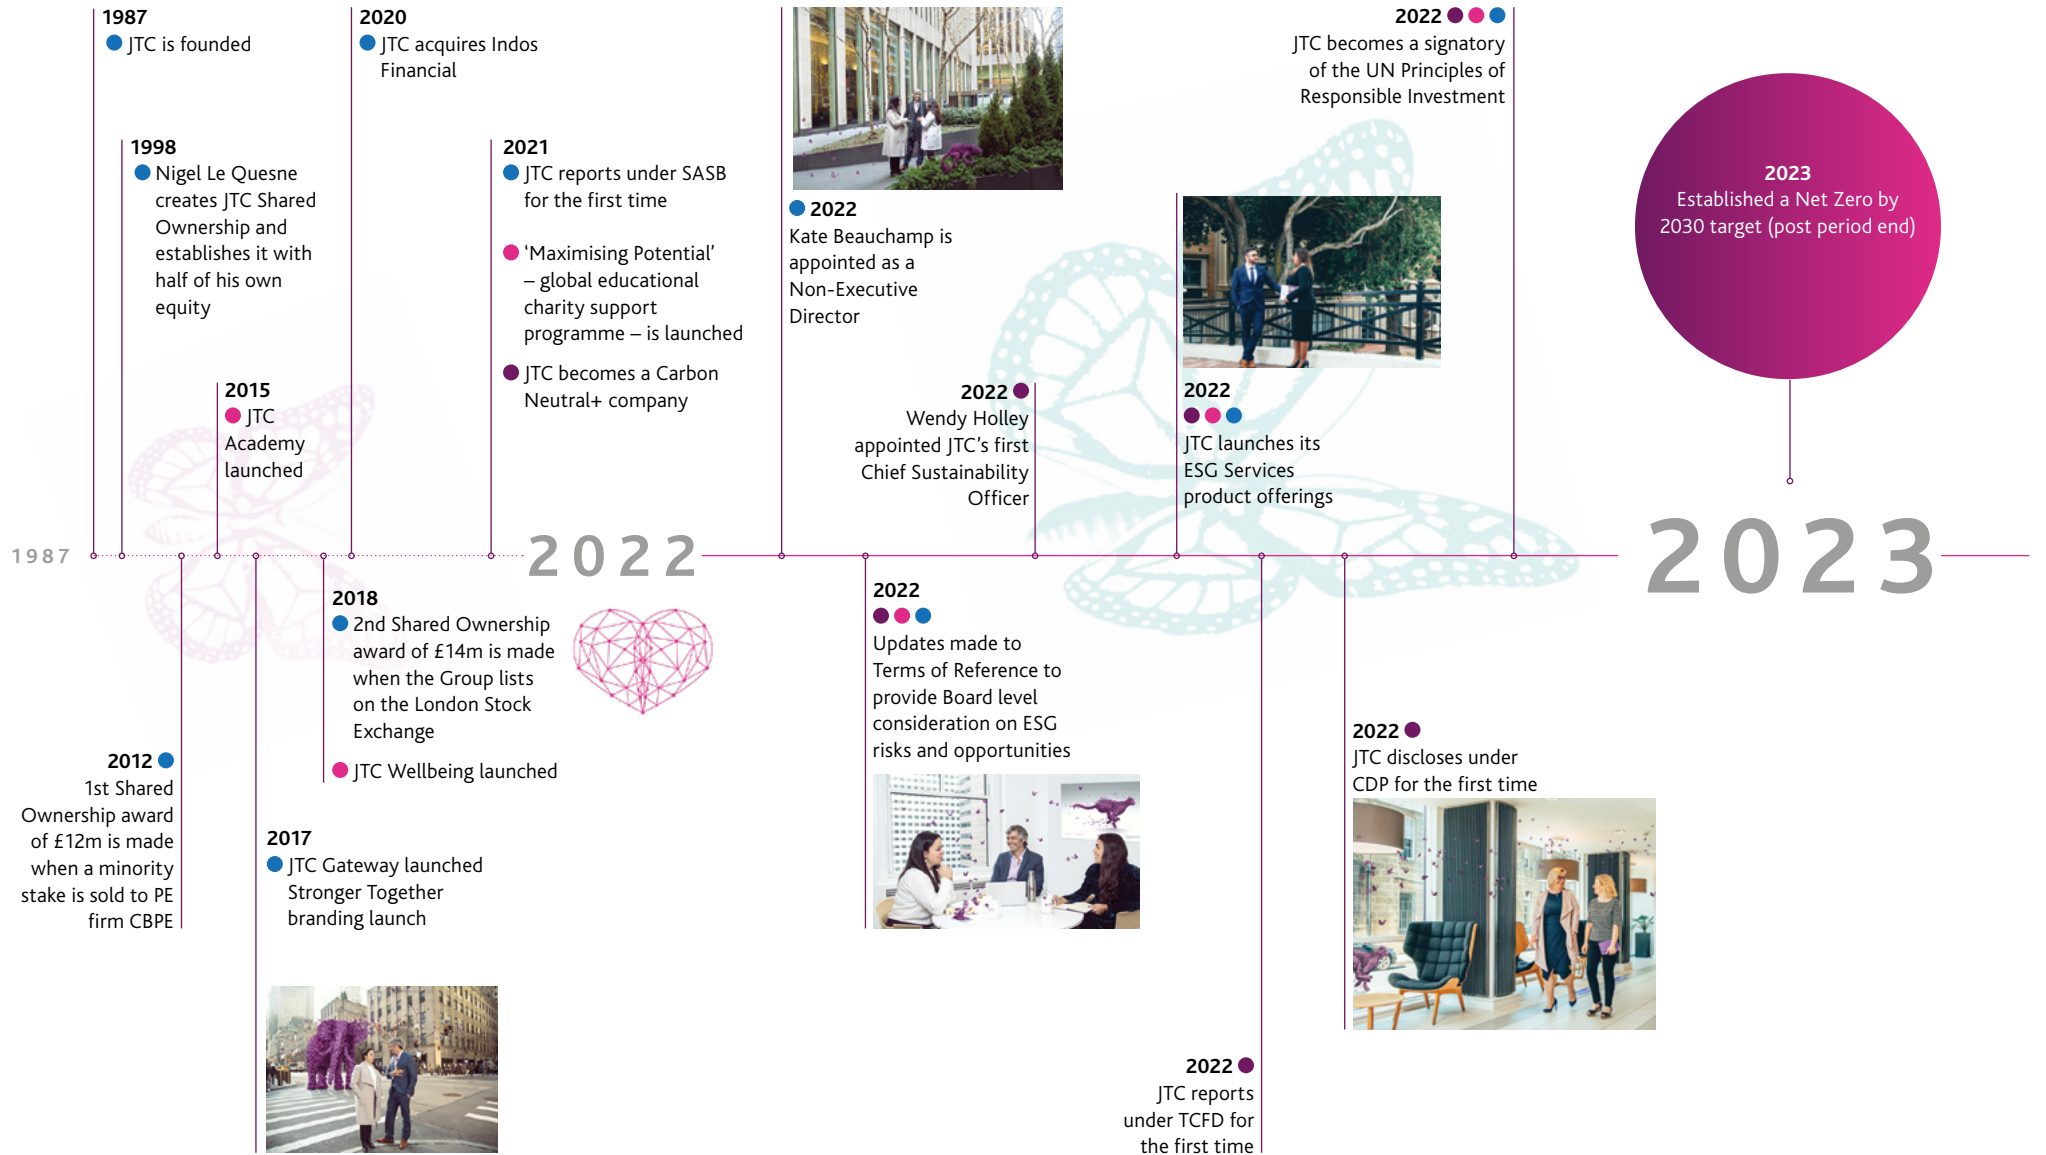 1987
JTC is founded
1998
Nigel Le Quesne
creates JTC Shared
Ownership and
establishes it with
half of his own
equity
2015
JTC
Academy
launched
2020
JTC acquires Indos
Financial
2021
JTC reports under SASB
for the first time
‘Maximising Potential’
– global educational
charity support
programme – is launched
JTC becomes a Carbon
Neutral+ company
2022
Kate Beauchamp is
appointed as a
Non-Executive
Director
2022
Wendy Holley
appointed JTC’s first
Chief Sustainability
Officer
2022
JTC launches its
ESG Services
product offerings
2022
JTC becomes a signatory
of the UN Principles of
Responsible Investment
2023
Established a Net Zero by
2030 target (post period end)
1987
2022
2023
2012
1st Shared
Ownership award
of £12m is made
when a minority
stake is sold to PE
firm CBPE
2017
JTC Gateway launched
Stronger Together
branding launch
2018
2nd Shared Ownership
award of £14m is made
when the Group lists
on the London Stock
Exchange
JTC Wellbeing launched
2022
Updates made to
Terms of Reference to
provide Board level
consideration on ESG
risks and opportunities
2022
JTC reports
under TCFD for
the first time
2022
JTC discloses under
CDP for the first time